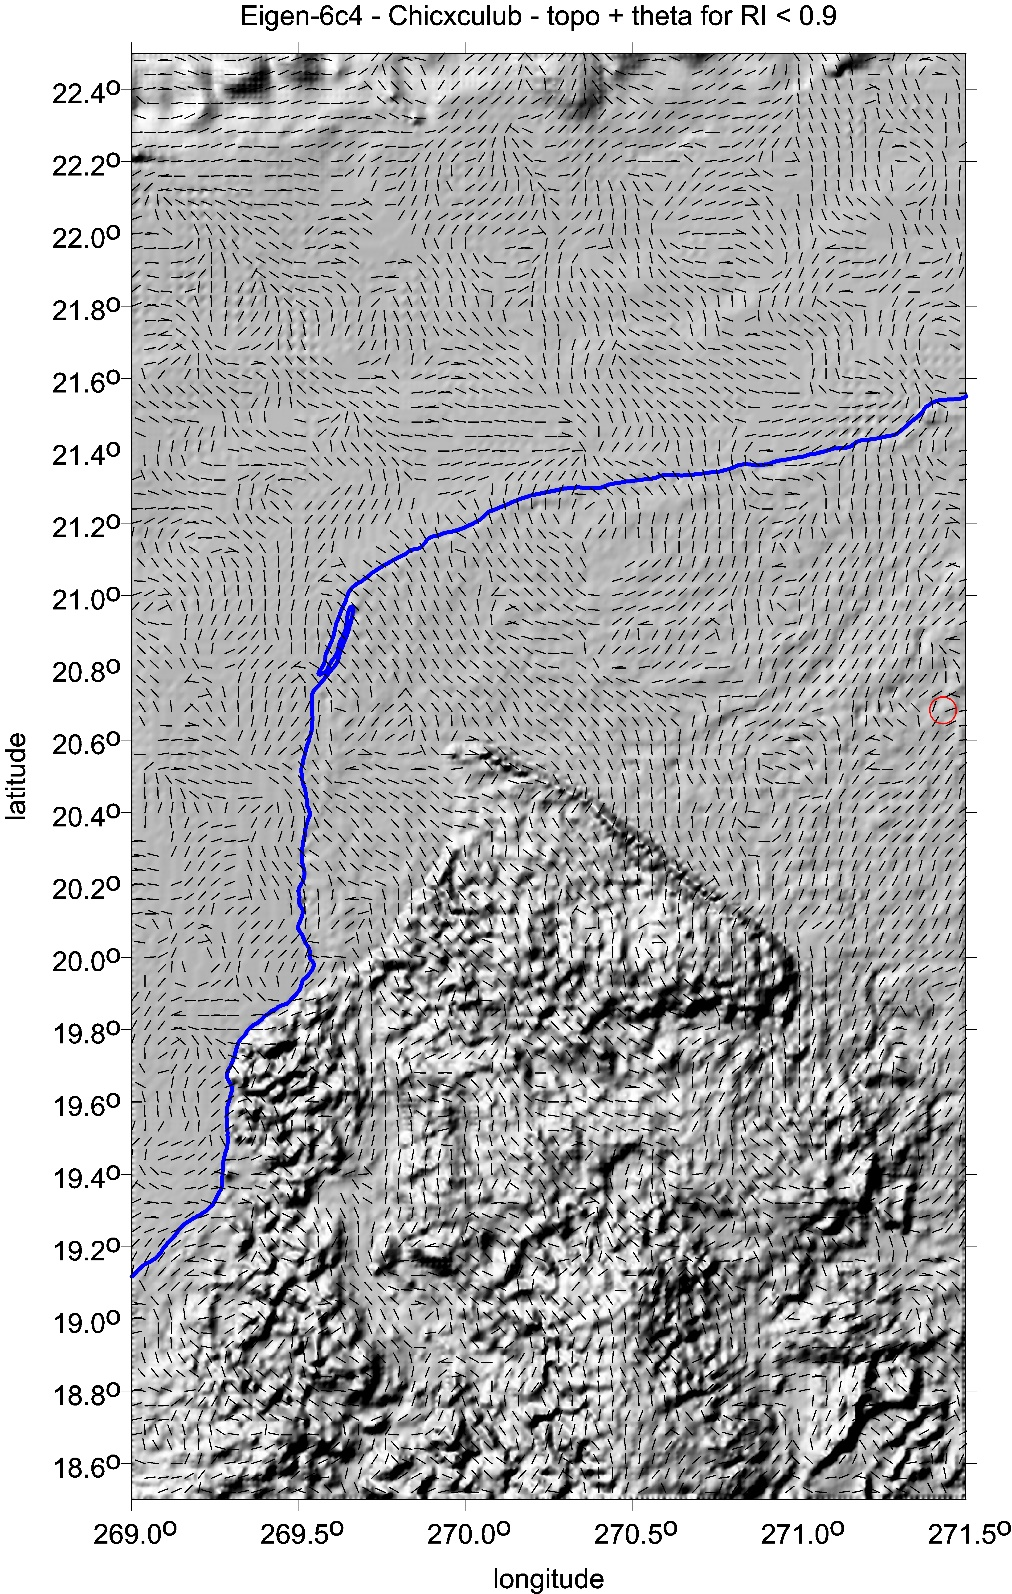 Eigen-6c4 - Chicxculub - topo + theta for RI < 0.9
22.4º
22.2º
22.0º
21.8º
21.6º
21.4º
21.2º
21.0º
20.8º
20.6º
20.4º
20.2º
20.0º
19.8º
19.6º
19.4º
19.2º
19.0º
18.8º
18.6º
latitude
269.0º 269.5º 270.0º 270.5º 271.0º 271.5º
longitude